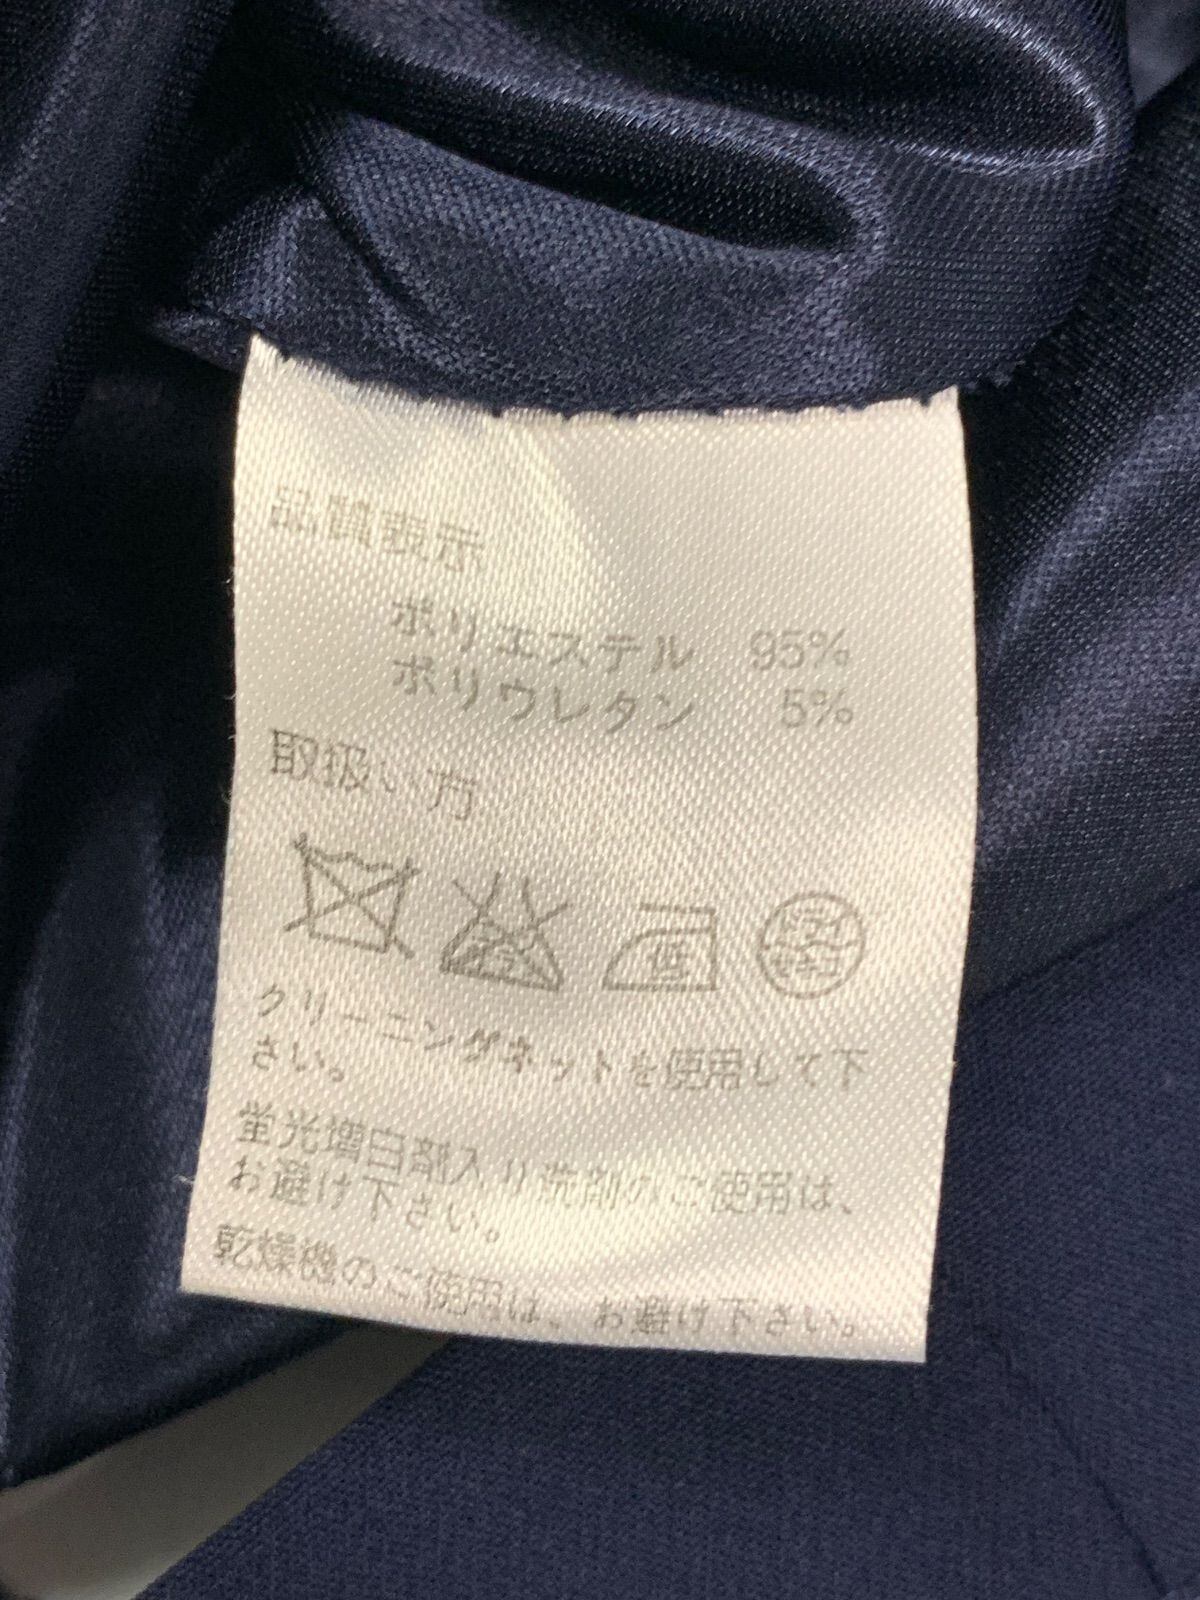 品質表示
ポリエステル 95%
ポリウレタン 5%
取扱い方
低
クリーニングネットを使用して下
さい。
蛍光増白剤入り洗剤のご使用は、
お避け下さい。
乾燥機のご使用は、お避け下さい。